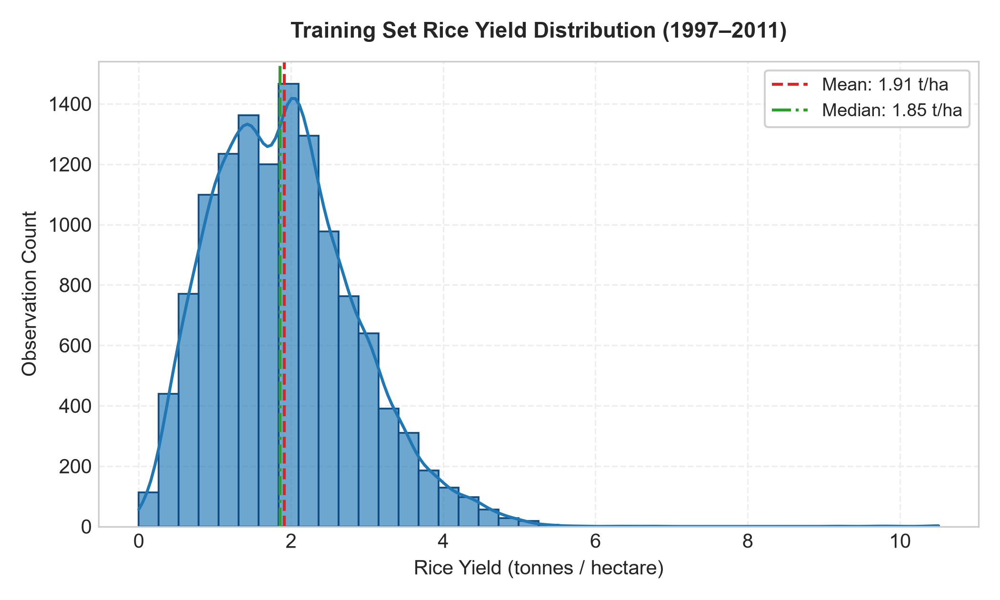 Training Set Rice Yield Distribution (1997–2011)
Mean: 1.91 t/ha
Median: 1.85 t/ha
Observation Count
1400
1200
1000
800
600
400
200
0
0 2 4 6 8 10
Rice Yield (tonnes / hectare)